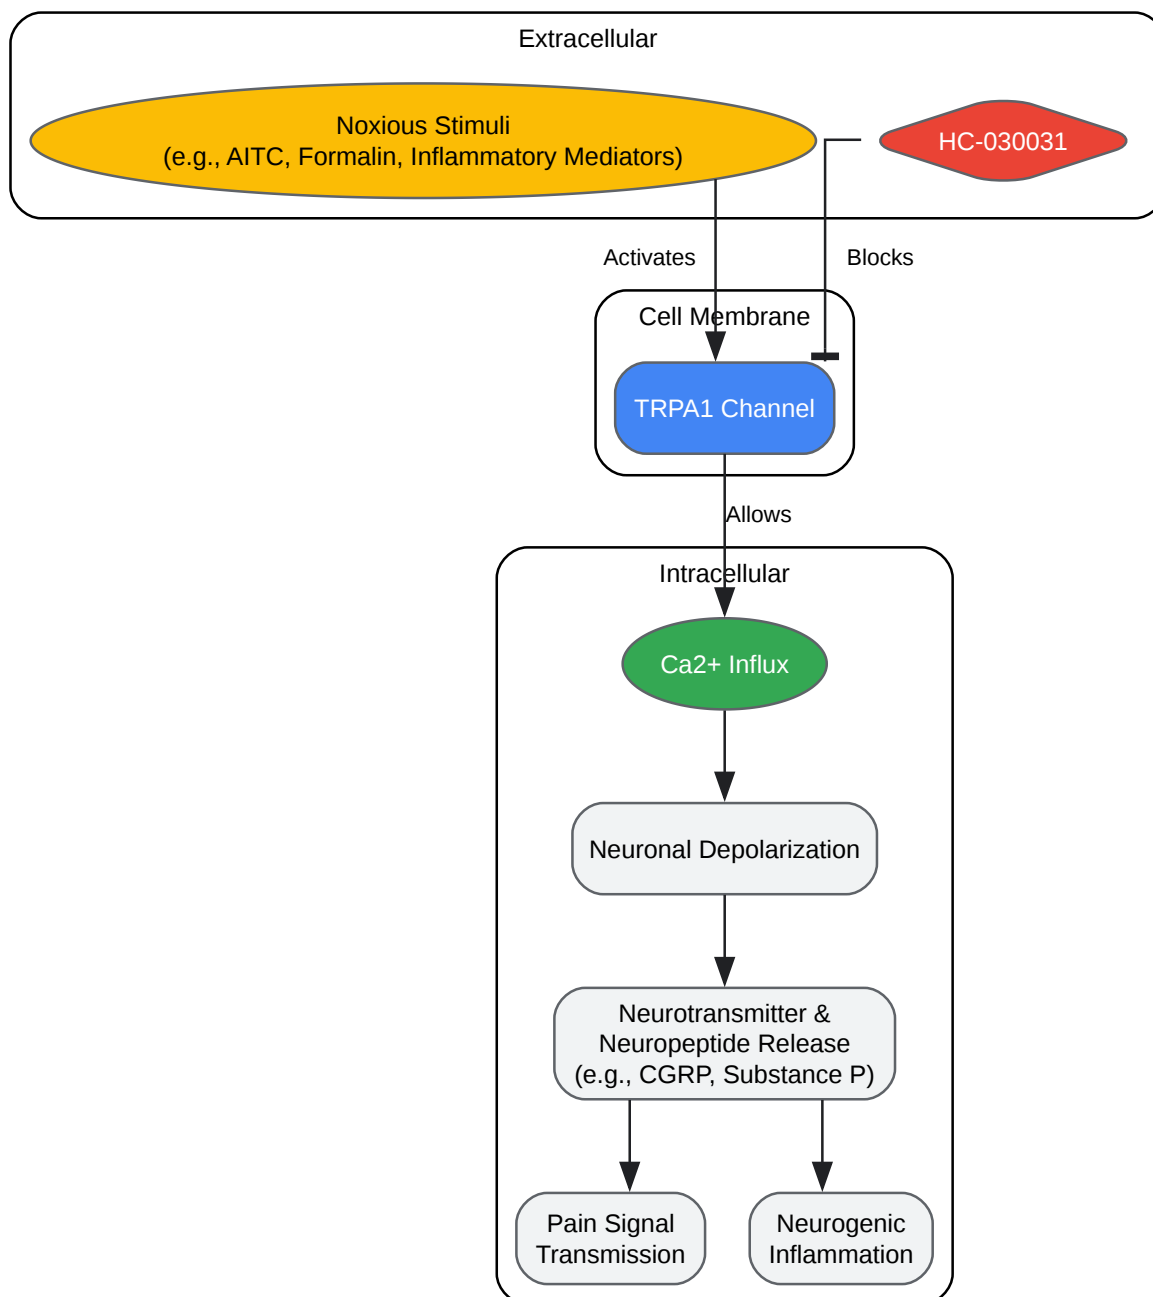 Extracellular
Noxious Stimuli
(e.g., AITC, Formalin, Inflammatory Mediators)
HC-030031
Activates
Blocks
Cell Membrane
TRPA1 Channel
Allows
Intracellular
Ca2+ Influx
Neuronal Depolarization
Neurotransmitter &
Neuropeptide Release
(e.g., CGRP, Substance P)
Pain Signal
Transmission
Neurogenic
Inflammation